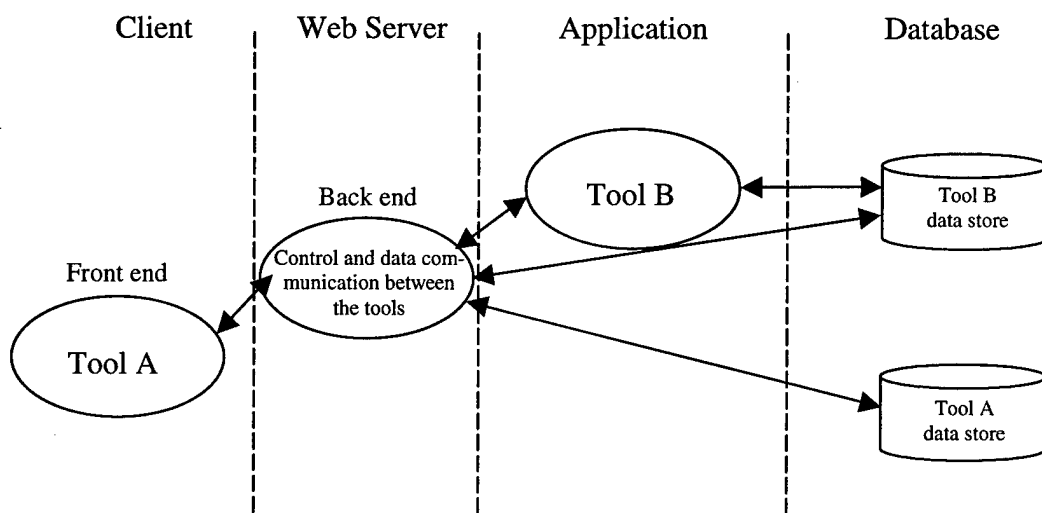 Client
Web Server
Application
Database
Tool B
Tool B
data store
Back end
Control and data com-
munication between
the tools
Front end
Tool A
Tool A
data store